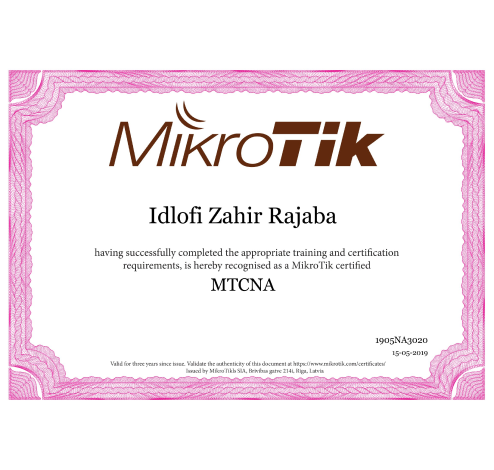 MikroTik
Idlofi Zahir Rajaba
having successfully completed the appropriate training and certification
requirements, is hereby recognised as a MikroTik certified
MTCNA
1905NA3020
15-05-2019
Valid for three years since issue. Validate the authenticity of this document at https://www.mikrotik.com/certificates/
Issued by MikroTikls SIA, Brivibas gatve 214i, Riga, Latvia